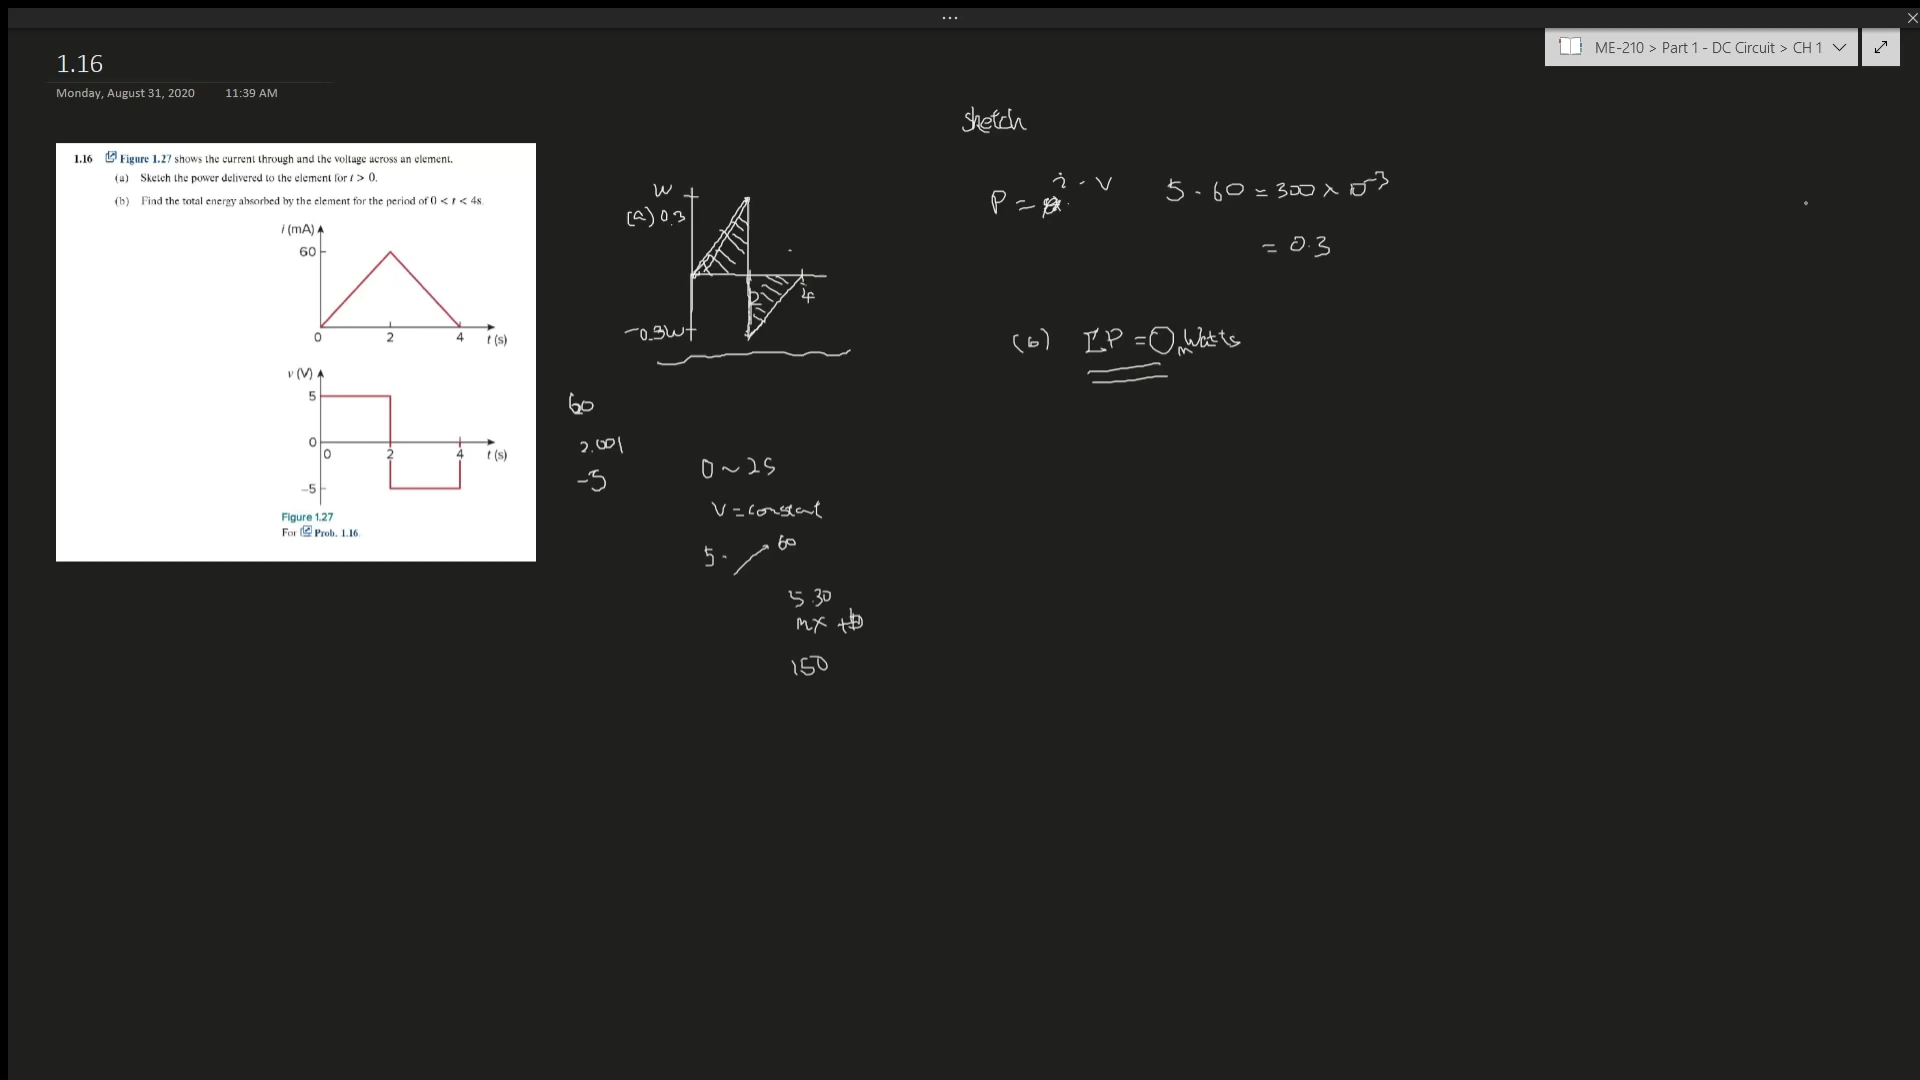 1.16
Monday, August 31, 2020 11:39 AM
ME-210 > Part 1 - DC Circuit > CH 1
1.16 Figure 1.27 shows the current through and the voltage across an element.
(a) Sketch the power delivered to the element for t > 0.
(b) Find the total energy absorbed by the element for the period of 0 < t < 4s.
i (mA)
60
0 2 4 t (s)
v (V)
5
0
0 2 4 t (s)
-5
Figure 1.27
For Prob. 1.16.
Sketch
W
(a) 0.3
2 4
-0.3W
P = i · v
5 · 60 = 300 × 10⁻³
= 0.3
(b) ΣP = 0 Watts
60
2.001
-5
0 ~ 2s
V = constant
5 · 60
5.30
mx + b
150